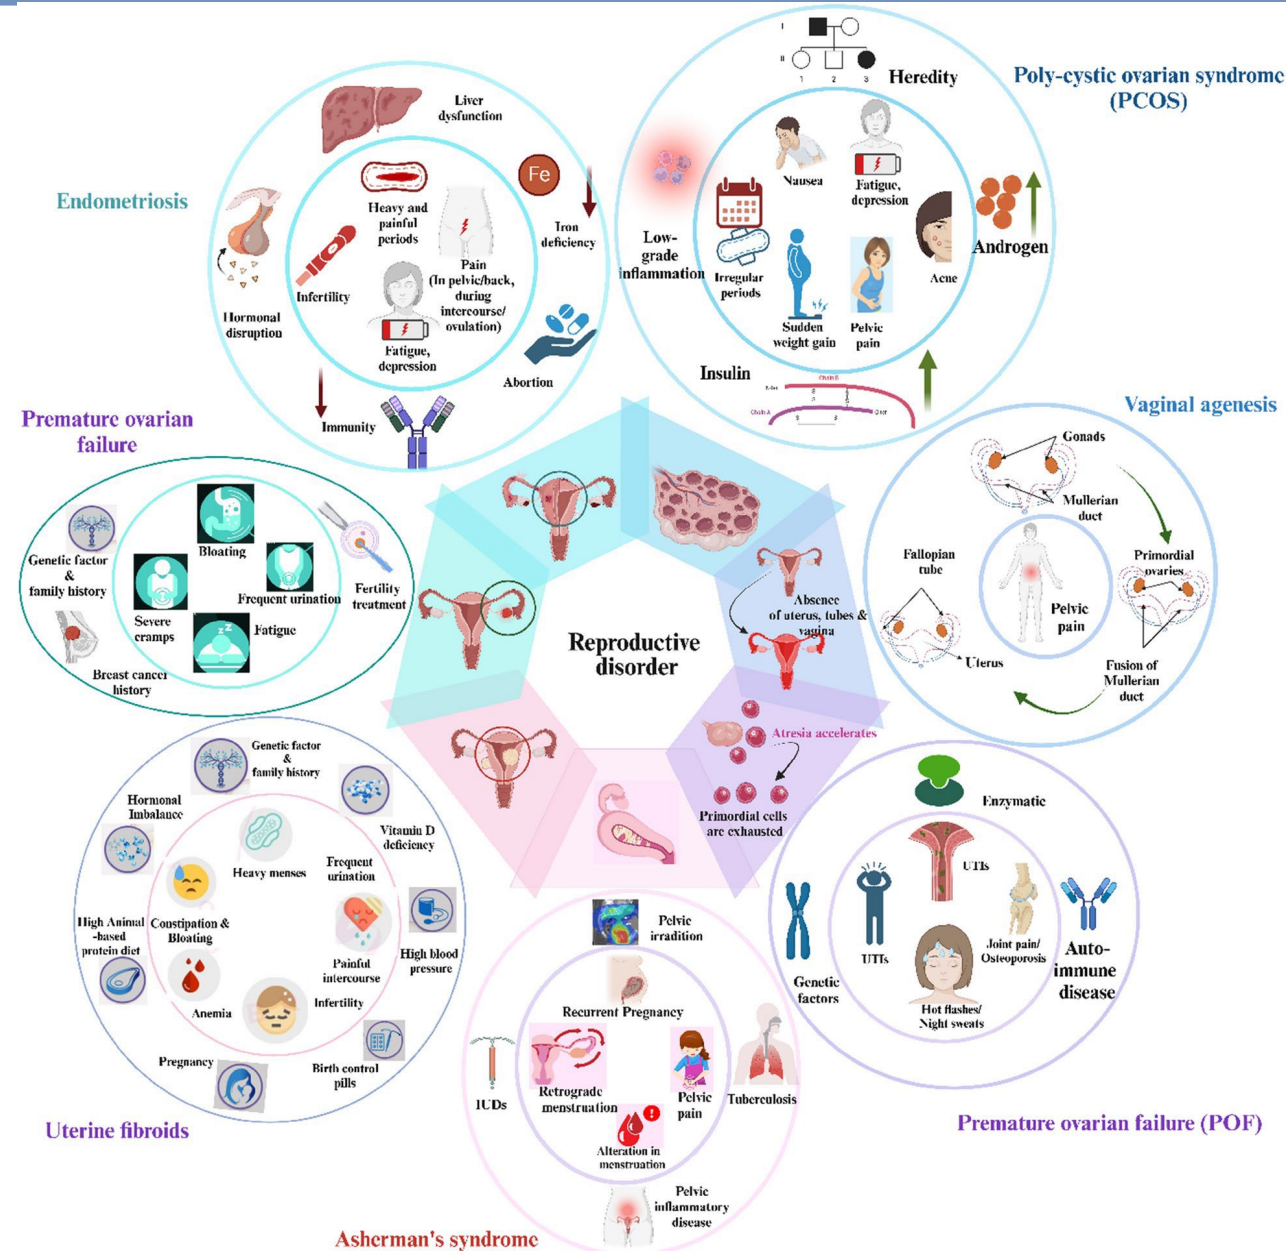 Poly-cystic ovarian syndrome
(PCOS)
I
II
1 2 3
Heredity
Nausea
Fatigue,
depression
Low-
grade
inflammation
Irregular
periods
Sudden
weight gain
Pelvic
pain
Acne
Androgen
Insulin
Chain B
Chain A
S
S
S
S
S S
Endometriosis
Liver
dysfunction
Fe
Iron
deficiency
Heavy and
painful
periods
Pain
(In pelvic/back,
during
intercourse/
ovulation)
Infertility
Fatigue,
depression
Hormonal
disruption
Abortion
Immunity
Vaginal agenesis
Gonads
Mullerian
duct
Primordial
ovaries
Fallopian
tube
Pelvic
pain
Uterus
Fusion of
Mullerian
duct
Premature ovarian
failure
Bloating
Genetic factor
&
family history
Frequent urination
Fertility
treatment
Severe
cramps
Fatigue
Breast cancer
history
Reproductive
disorder
Absence
of uterus, tubes &
vagina
Atresia accelerates
Primordial cells
are exhausted
Genetic factor
&
family history
Hormonal
Imbalance
Vitamin D
deficiency
Heavy menses
Frequent
urination
High Animal
-based
protein diet
Constipation &
Bloating
Painful
intercourse
High blood
pressure
Anemia
Infertility
Pregnancy
Birth control
pills
Uterine fibroids
Enzymatic
UTIs
UTIs
Joint pain/
Osteoporosis
Auto-
immune
disease
Genetic
factors
Hot flashes/
Night sweats
Premature ovarian failure (POF)
Pelvic
irradition
Recurrent Pregnancy
IUDs
Retrograde
menstruation
Pelvic
pain
Tuberculosis
Alteration in
menstruation
Pelvic
inflammatory
disease
Asherman's syndrome